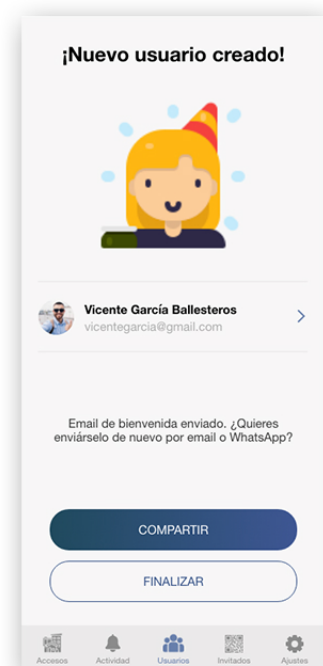 ¡Nuevo usuario creado!
Vicente García Ballesteros
vicentegarcia@gmail.com
Email de bienvenida enviado. ¿Quieres
enviárselo de nuevo por email o WhatsApp?
COMPARTIR
FINALIZAR
Accesos Actividad Usuarios Invitados Ajustes